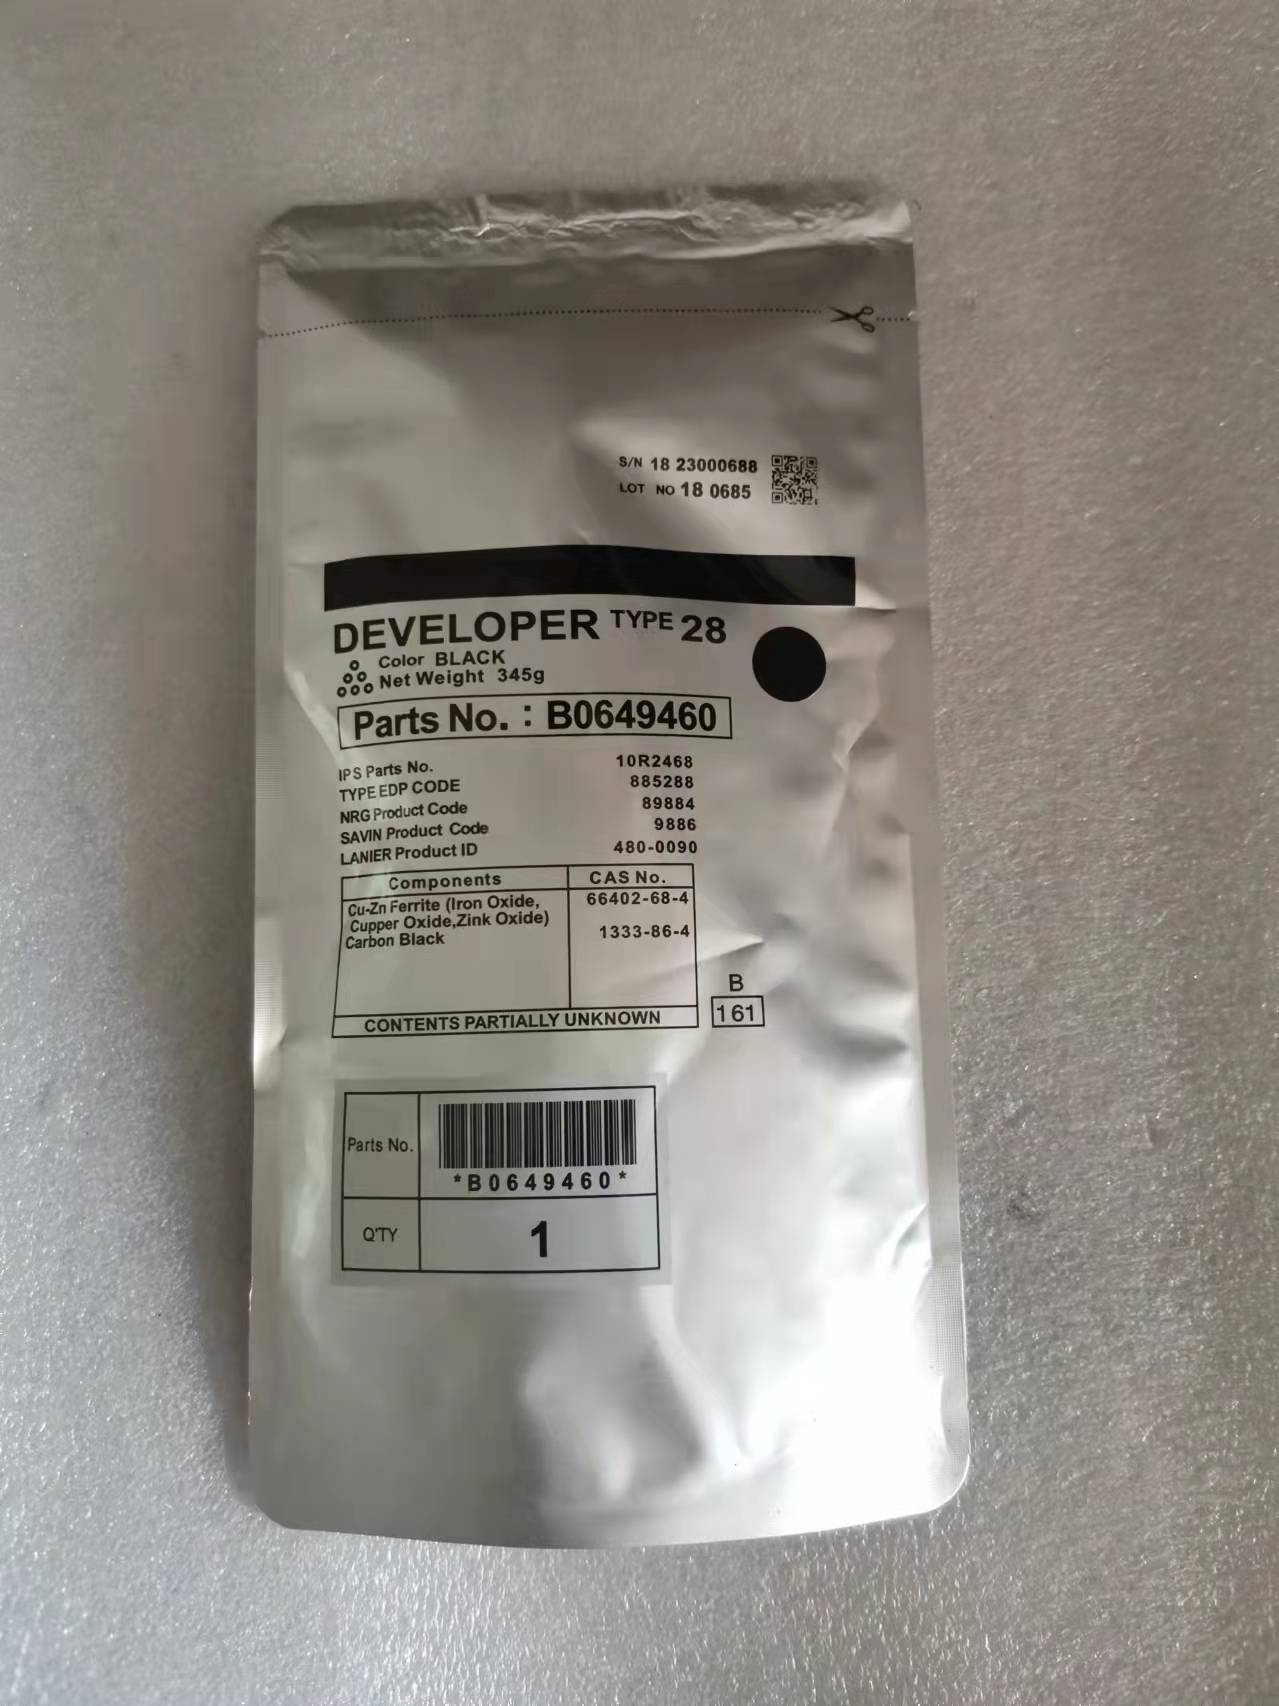 S/N 18 23000688
LOT NO 18 0685
DEVELOPER TYPE 28
Color BLACK
Net Weight 345g
Parts No. : B0649460
IPS Parts No. 10R2468
TYPE EDP CODE 885288
NRG Product Code 89884
SAVIN Product Code 9886
LANIER Product ID 480-0090
Components CAS No.
Cu-Zn Ferrite (Iron Oxide, 66402-68-4
Cupper Oxide,Zink Oxide)
Carbon Black 1333-86-4
CONTENTS PARTIALLY UNKNOWN
B
161
Parts No.
*B0649460*
Q'TY 1